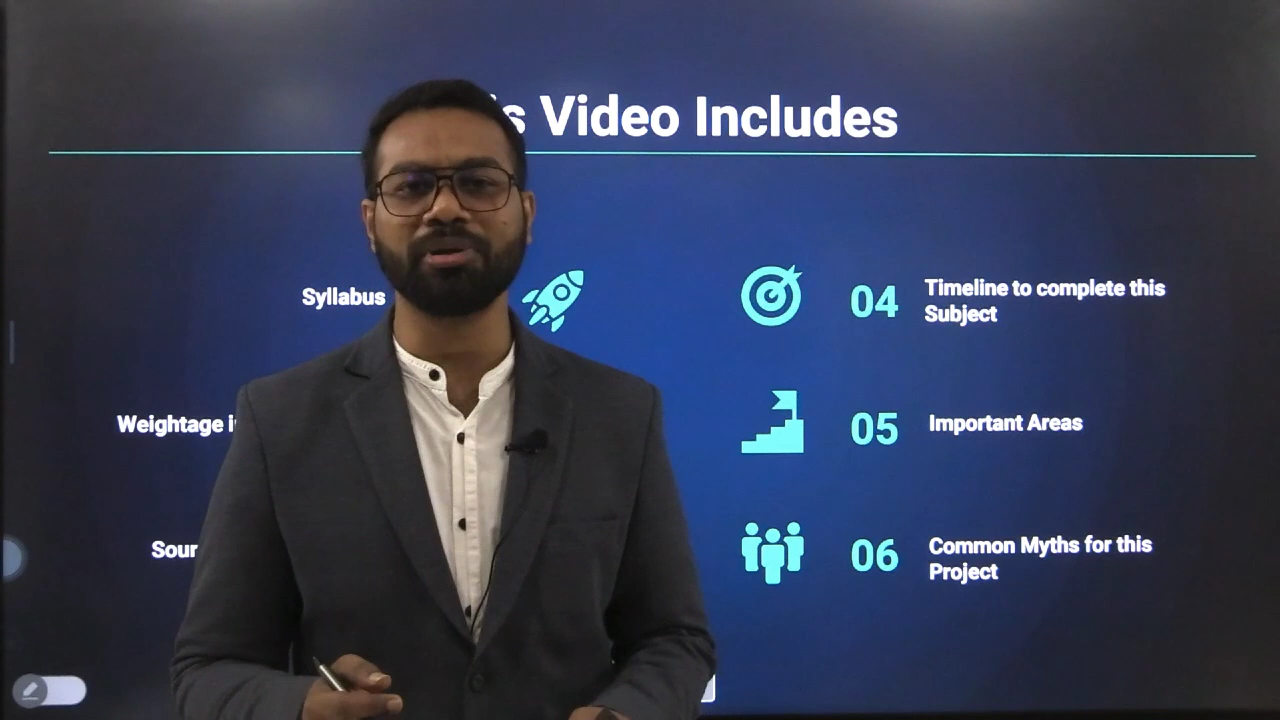 Video Includes
Syllabus
Weightage
04
Timeline to complete this
Subject
05
Important Areas
06
Common Myths for this
Project